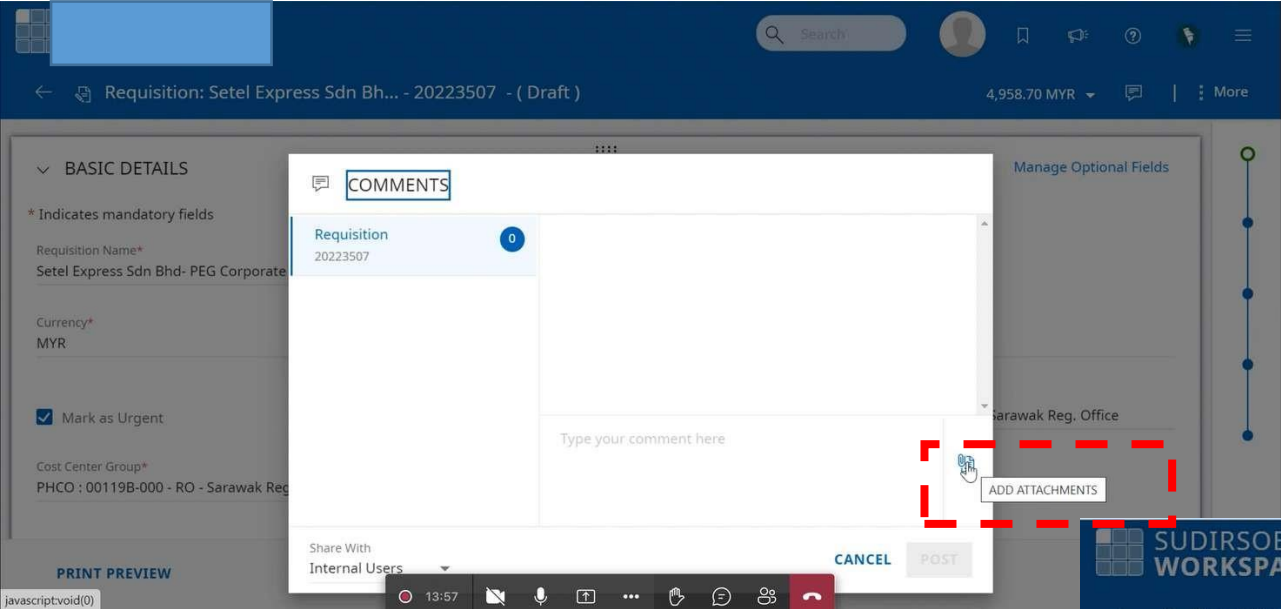 Search
Requisition: Setel Express Sdn Bh... - 20223507 - ( Draft )
4,958.70 MYR
More
BASIC DETAILS
Manage Optional Fields
* Indicates mandatory fields
Requisition Name*
Setel Express Sdn Bhd- PEG Corporate
Currency*
MYR
Mark as Urgent
Sarawak Reg. Office
Cost Center Group*
PHCO : 00119B-000 - RO - Sarawak Reg
COMMENTS
Requisition
0
20223507
Type your comment here
ADD ATTACHMENTS
Share With
Internal Users
CANCEL
POST
PRINT PREVIEW
javascript:void(0)
13:57
SUDIRSOE
WORKSPA